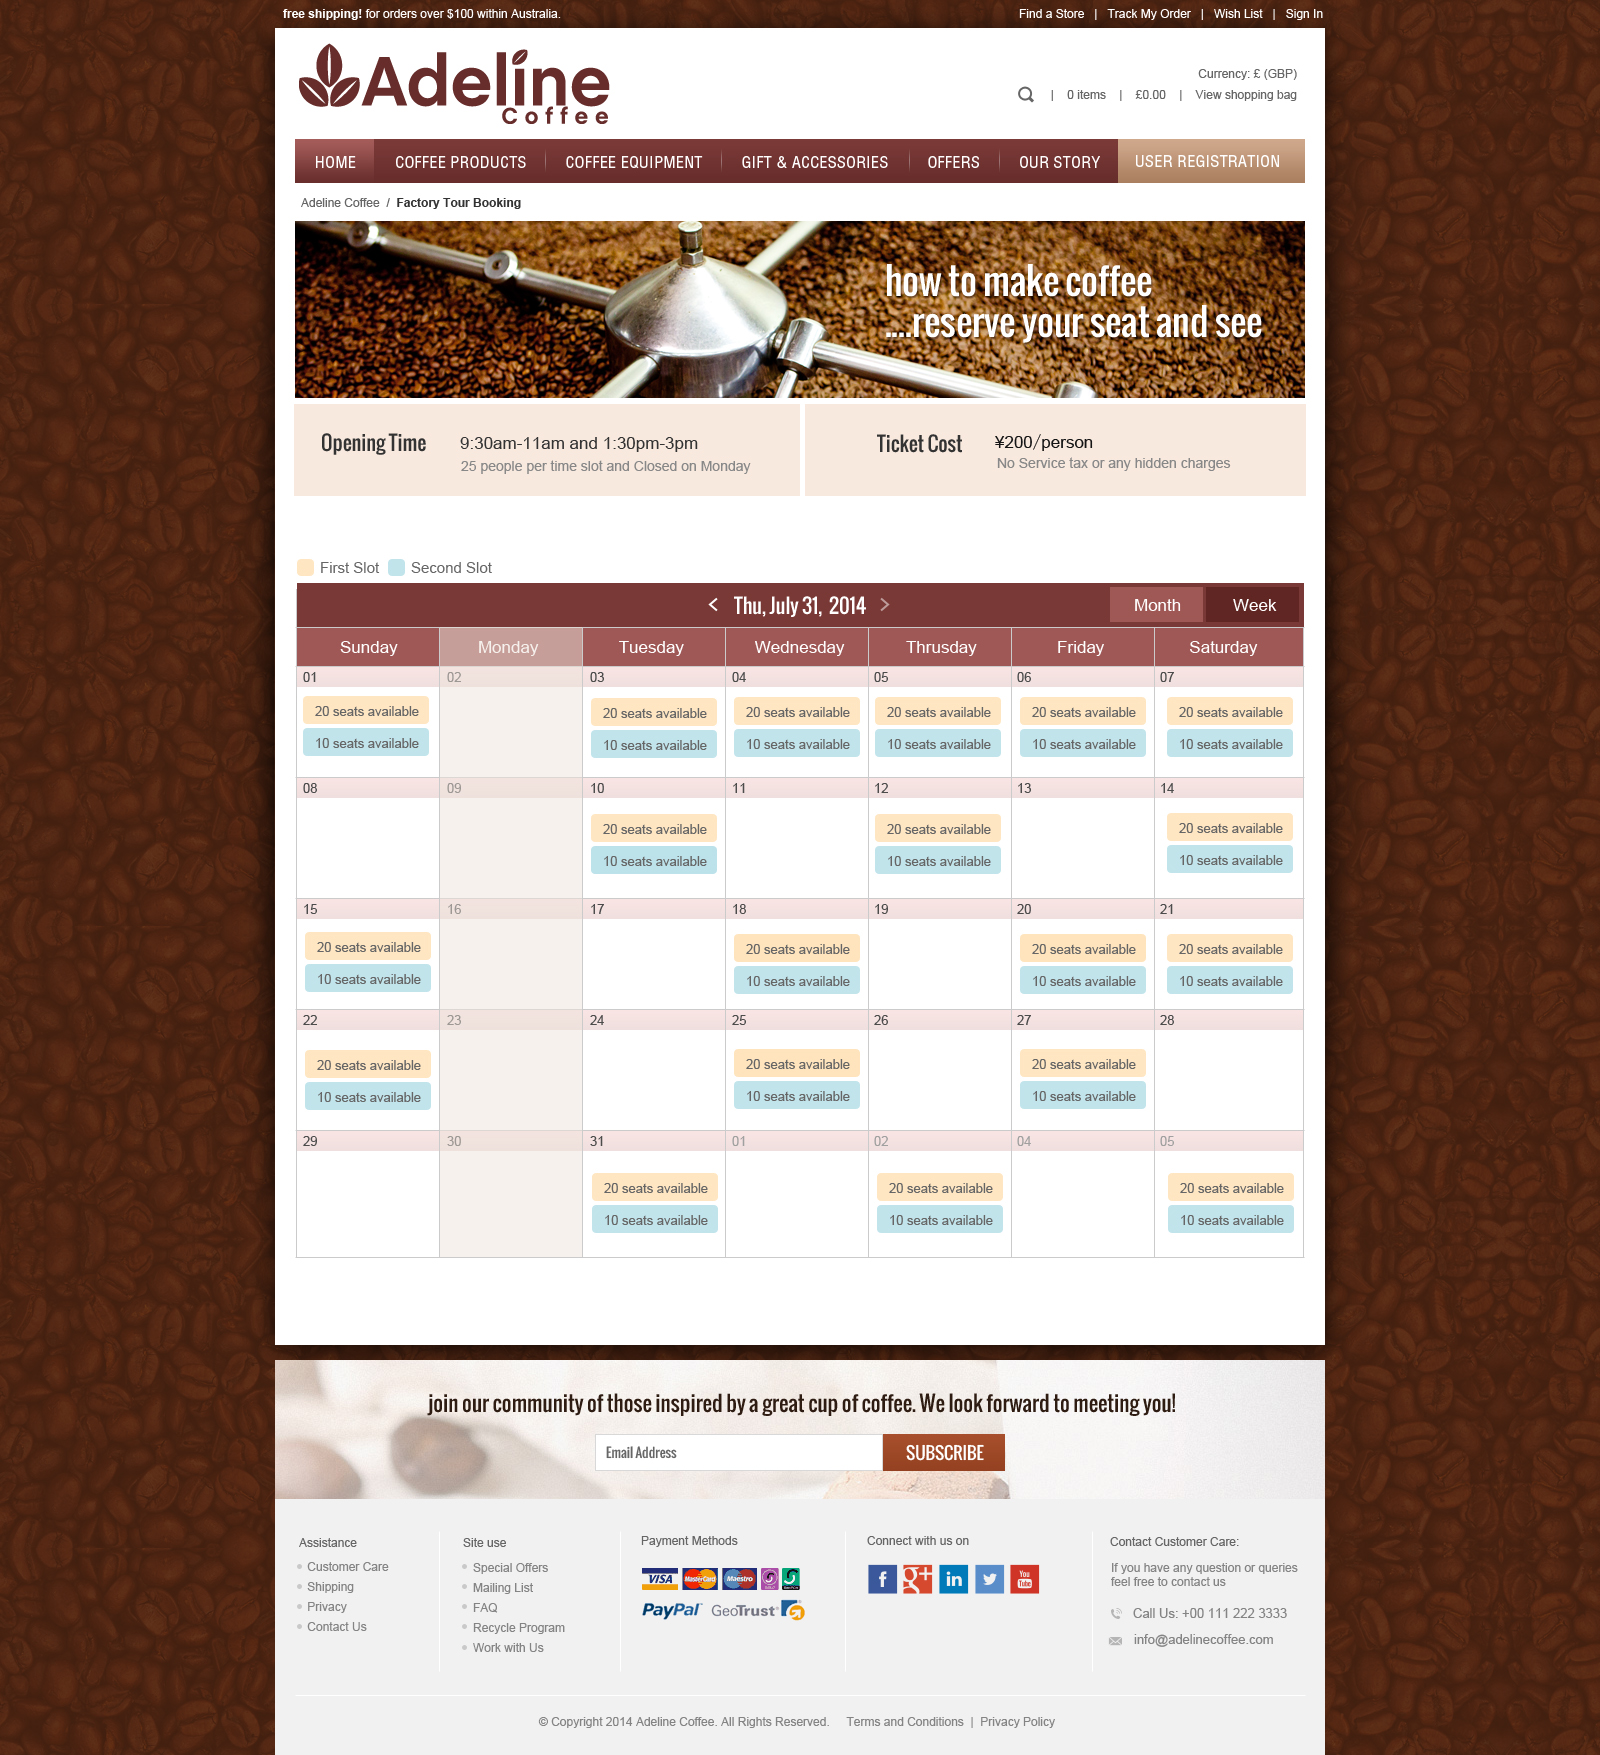 free shipping! for orders over $100 within Australia.
Find a Store | Track My Order | Wish List | Sign In
Adeline
Coffee
Currency: £ (GBP)
| 0 items | £0.00 | View shopping bag
HOME COFFEE PRODUCTS COFFEE EQUIPMENT GIFT & ACCESSORIES OFFERS OUR STORY USER REGISTRATION
Adeline Coffee / Factory Tour Booking
how to make coffee
....reserve your seat and see
Opening Time 9:30am-11am and 1:30pm-3pm
25 people per time slot and Closed on Monday
Ticket Cost ¥200/person
No Service tax or any hidden charges
First Slot Second Slot
< Thu, July 31, 2014 >
Month Week
Sunday Monday Tuesday Wednesday Thrusday Friday Saturday
01 02 03 04 05 06 07
20 seats available 20 seats available 20 seats available 20 seats available 20 seats available 20 seats available
10 seats available 10 seats available 10 seats available 10 seats available 10 seats available 10 seats available
08 09 10 11 12 13 14
20 seats available 20 seats available 20 seats available
10 seats available 10 seats available 10 seats available
15 16 17 18 19 20 21
20 seats available 20 seats available 20 seats available 20 seats available
10 seats available 10 seats available 10 seats available 10 seats available
22 23 24 25 26 27 28
20 seats available 20 seats available 20 seats available
10 seats available 10 seats available 10 seats available
29 30 31 01 02 04 05
20 seats available 20 seats available 20 seats available
10 seats available 10 seats available 10 seats available
join our community of those inspired by a great cup of coffee. We look forward to meeting you!
Email Address SUBSCRIBE
Assistance
Customer Care
Shipping
Privacy
Contact Us
Site use
Special Offers
Mailing List
FAQ
Recycle Program
Work with Us
Payment Methods
VISA MasterCard Maestro
PayPal GeoTrust
Connect with us on
f g+ in You Tube
Contact Customer Care:
If you have any question or queries
feel free to contact us
Call Us: +00 111 222 3333
info@adelinecoffee.com
© Copyright 2014 Adeline Coffee. All Rights Reserved. Terms and Conditions | Privacy Policy